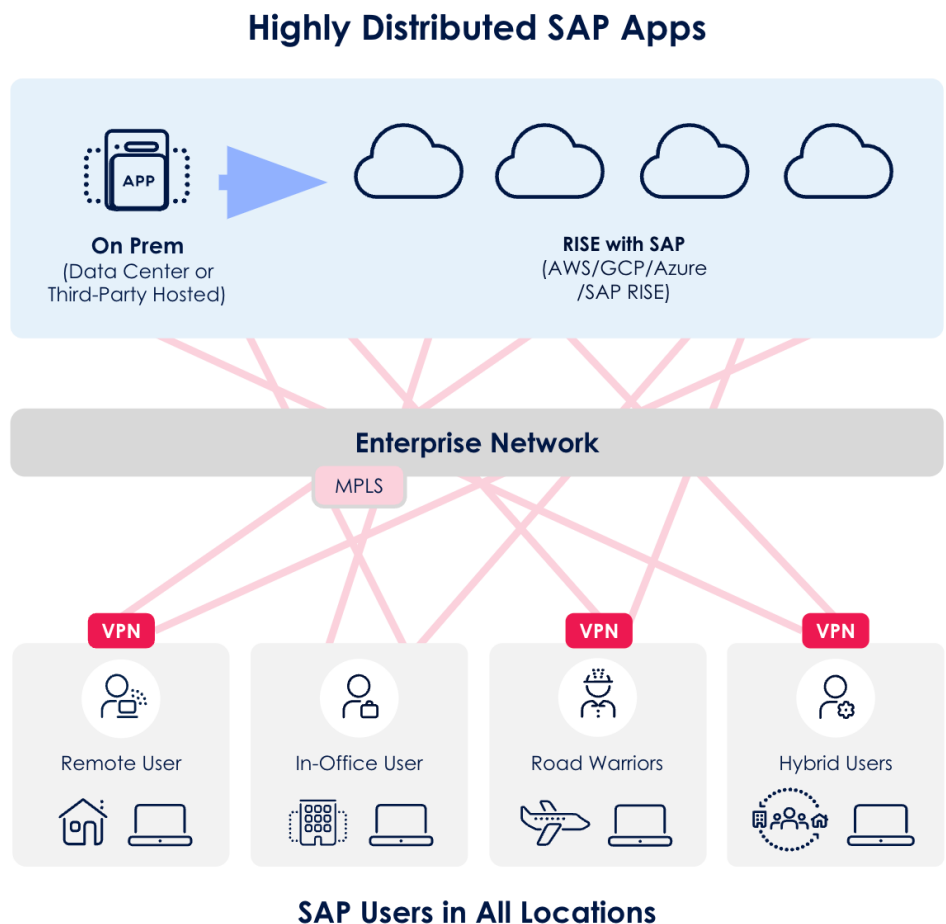 Highly Distributed SAP Apps
APP
On Prem
(Data Center or
Third-Party Hosted)
RISE with SAP
(AWS/GCP/Azure
/SAP RISE)
Enterprise Network
MPLS
VPN
VPN
VPN
Remote User
In-Office User
Road Warriors
Hybrid Users
SAP Users in All Locations